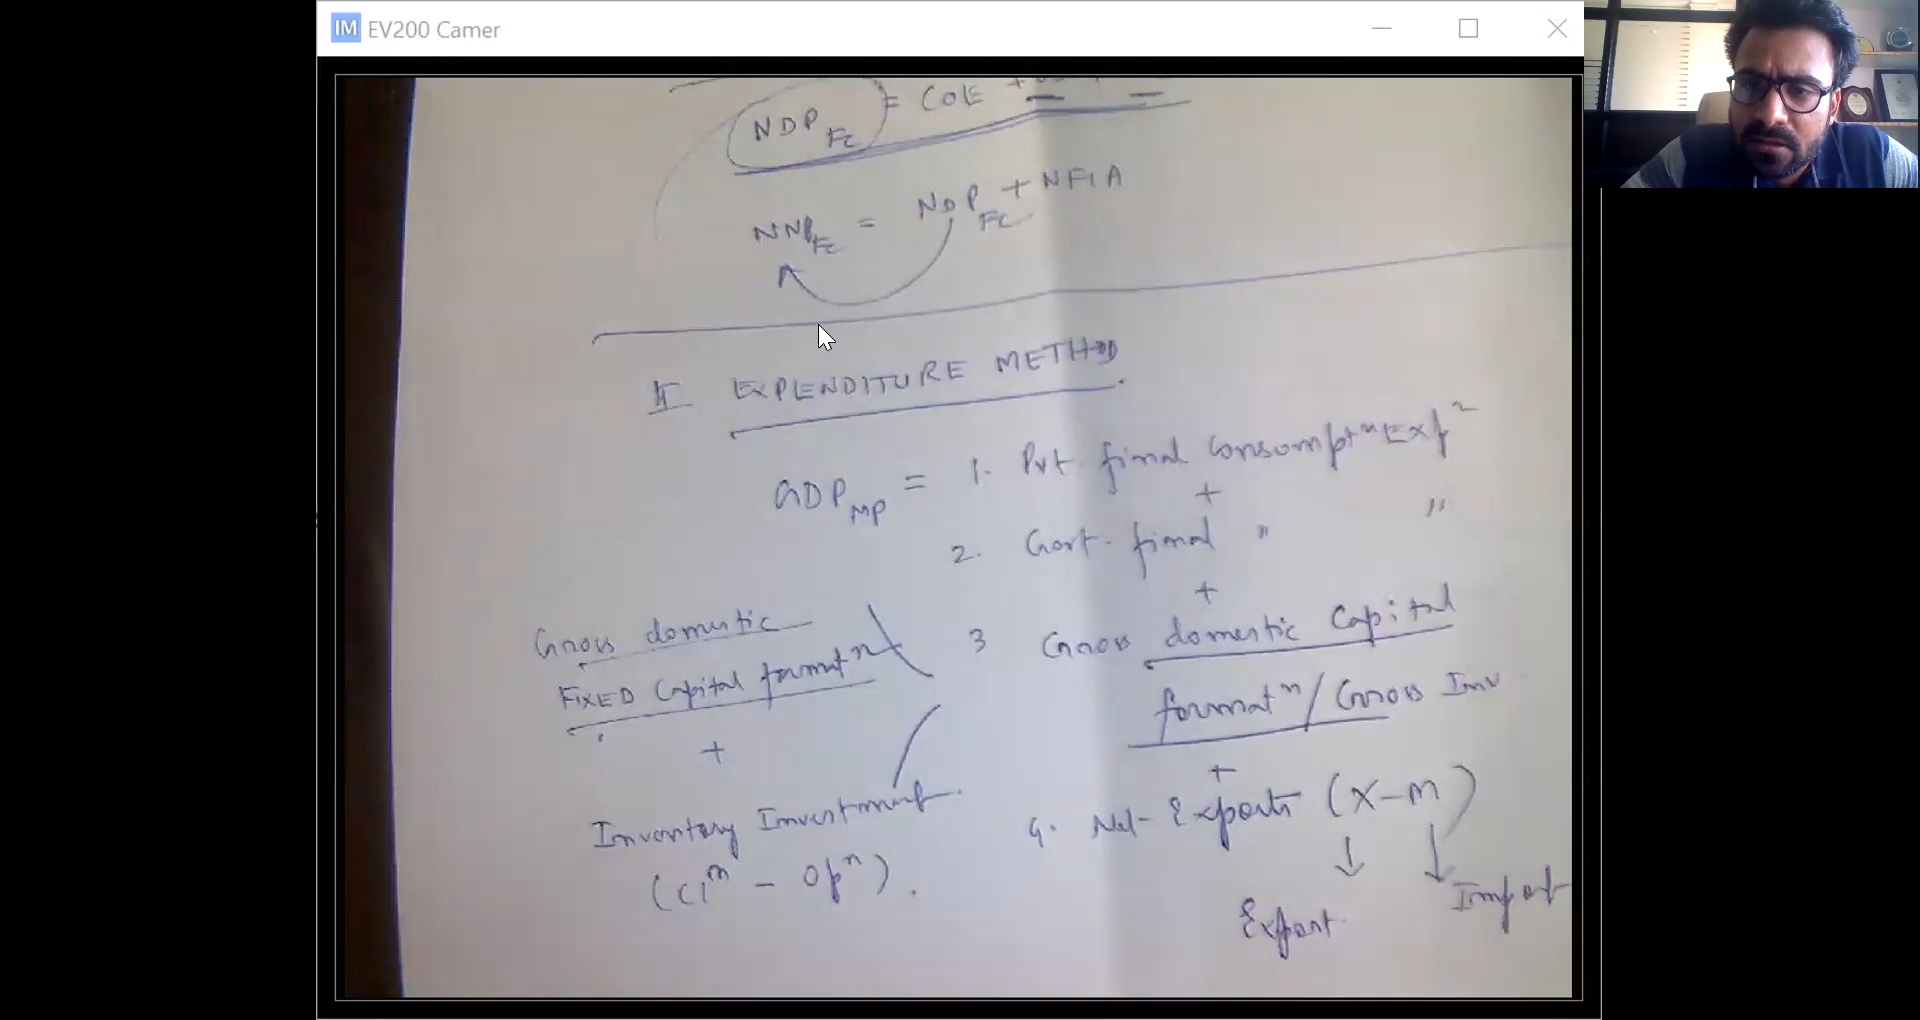 IM EV200 Camer
NDP FC = COE +
NNP FC = NDP FC + NFIA
II EXPENDITURE METHOD
GDP MP = 1. Pvt. final Consumptⁿ Expʳ
+
2. Govt. final " "
+
3 Gross domestic Capital
formatⁿ / Gross Inv
+
4. Net Exports (X-M)
Export Import
Gross domestic
FIXED Capital formatⁿ
+
Inventory Investment.
(Clⁿ - Opⁿ).